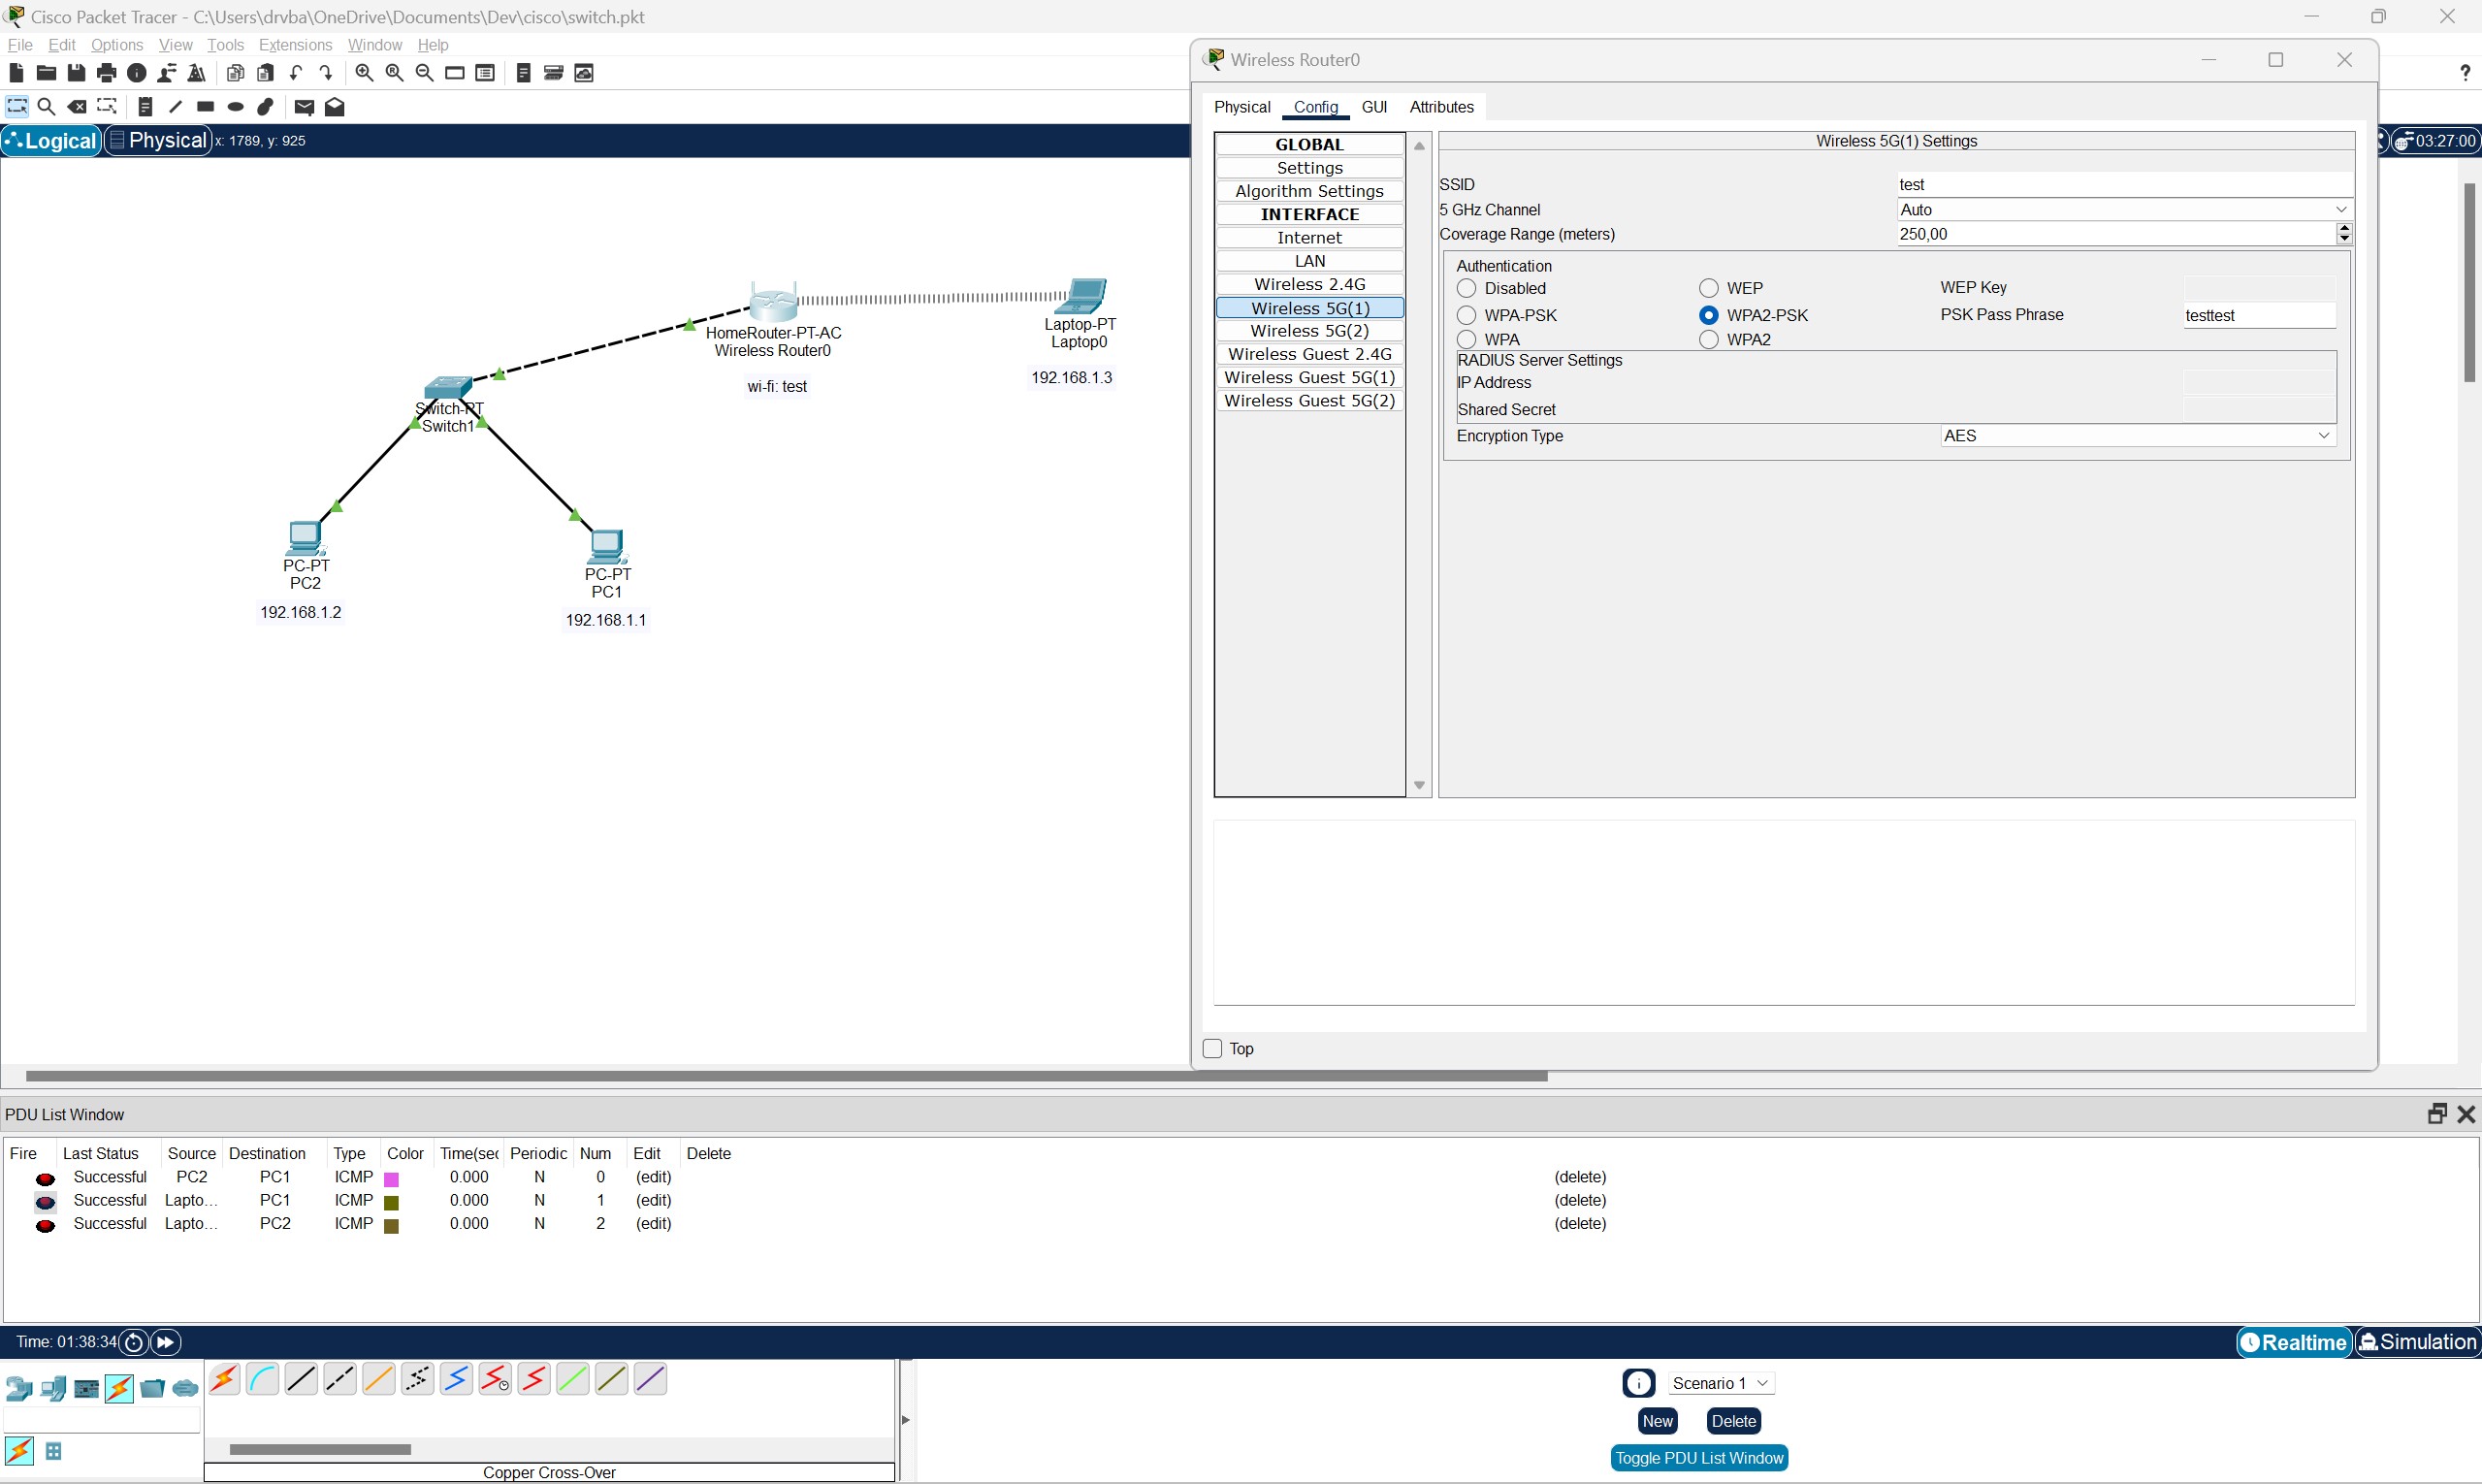 Cisco Packet Tracer - C:\Users\drvba\OneDrive\Documents\Dev\cisco\switch.pkt
File Edit Options View Tools Extensions Window Help
Logical Physical x: 1789, y: 925
03:27:00
HomeRouter-PT-AC
Wireless Router0
wi-fi: test
Laptop-PT
Laptop0
192.168.1.3
Switch-PT
Switch1
PC-PT
PC2
192.168.1.2
PC-PT
PC1
192.168.1.1
Wireless Router0
Physical Config GUI Attributes
GLOBAL
Settings
Algorithm Settings
INTERFACE
Internet
LAN
Wireless 2.4G
Wireless 5G(1)
Wireless 5G(2)
Wireless Guest 2.4G
Wireless Guest 5G(1)
Wireless Guest 5G(2)
Wireless 5G(1) Settings
SSID test
5 GHz Channel Auto
Coverage Range (meters) 250,00
Authentication
Disabled WEP WEP Key
WPA-PSK WPA2-PSK PSK Pass Phrase testtest
WPA WPA2
RADIUS Server Settings
IP Address
Shared Secret
Encryption Type AES
Top
PDU List Window
Fire Last Status Source Destination Type Color Time(sec Periodic Num Edit Delete
Successful PC2 PC1 ICMP 0.000 N 0 (edit) (delete)
Successful Lapto... PC1 ICMP 0.000 N 1 (edit) (delete)
Successful Lapto... PC2 ICMP 0.000 N 2 (edit) (delete)
Time: 01:38:34
Realtime Simulation
Scenario 1
New Delete
Toggle PDU List Window
Copper Cross-Over